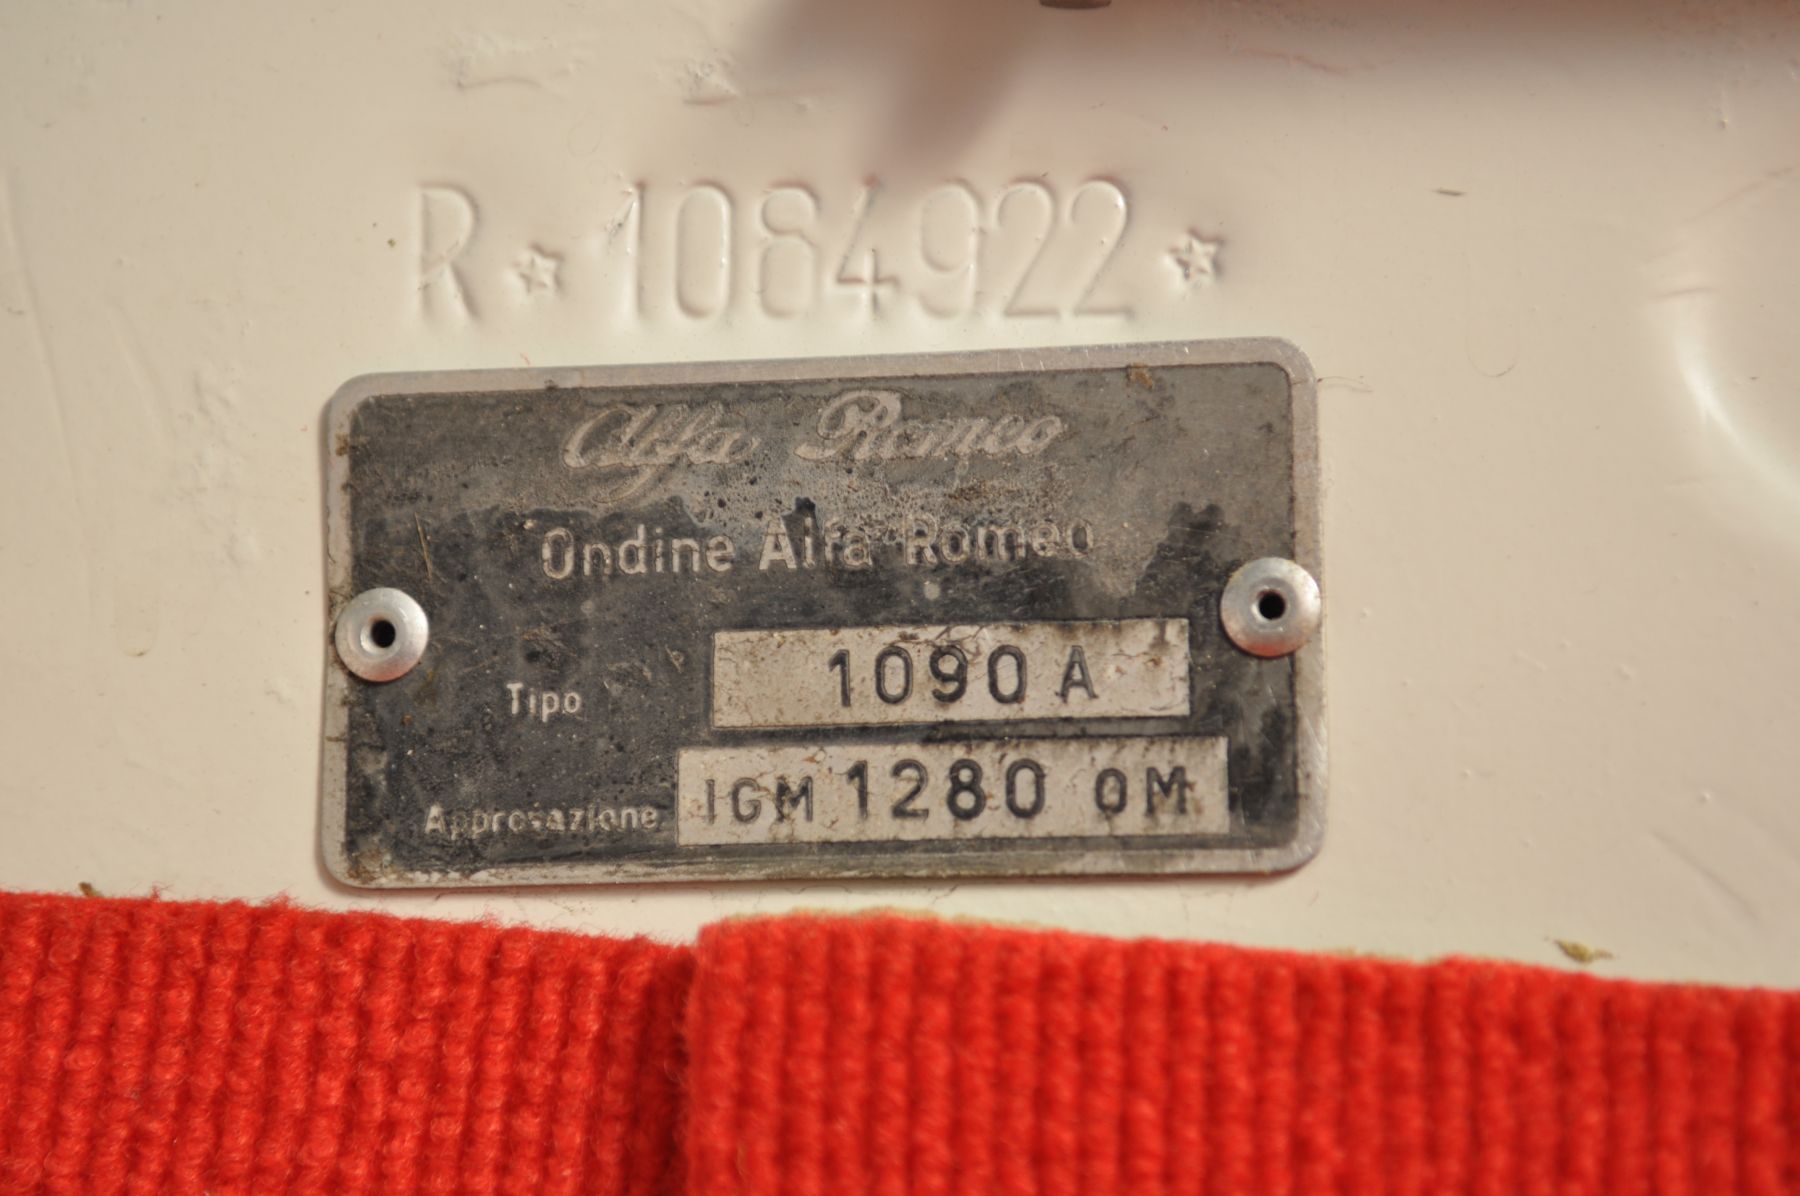 R★1084922★
Alfa Romeo
Ondine Alfa Romeo
Tipo 1090 A
Approvazione IGM 1280 OM